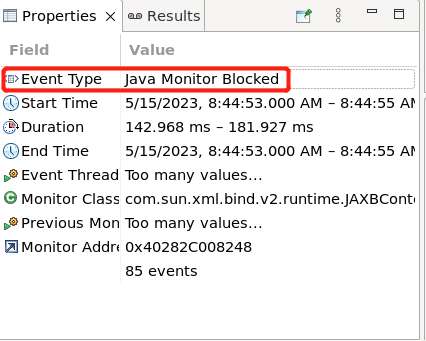 Properties Results
Field Value
Event Type Java Monitor Blocked
Start Time 5/15/2023, 8:44:53.000 AM – 8:44:55 AM
Duration 142.968 ms – 181.927 ms
End Time 5/15/2023, 8:44:53.000 AM – 8:44:55 AM
Event Thread Too many values...
Monitor Clas com.sun.xml.bind.v2.runtime.JAXBConte
Previous Mon Too many values...
Monitor Addre 0x40282C008248
85 events